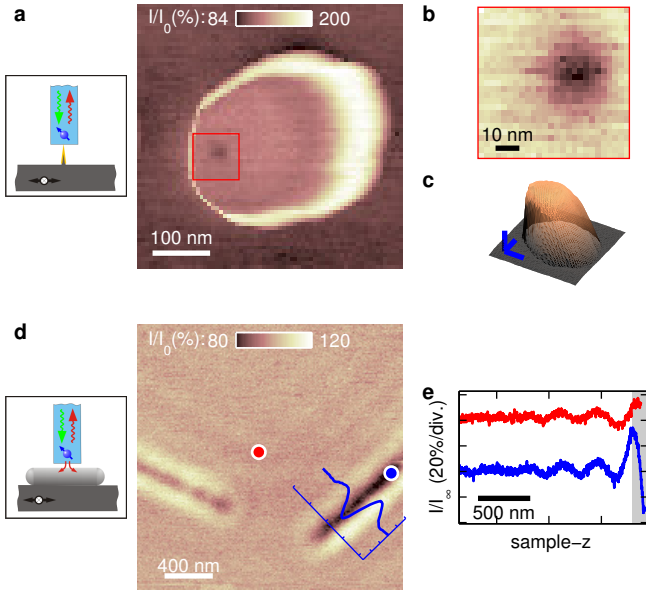 a
I/I₀(%): 84 200
100 nm
b
10 nm
c
d
I/I₀(%): 80 120
400 nm
e
I/I∞ (20%/div.)
500 nm
sample−z